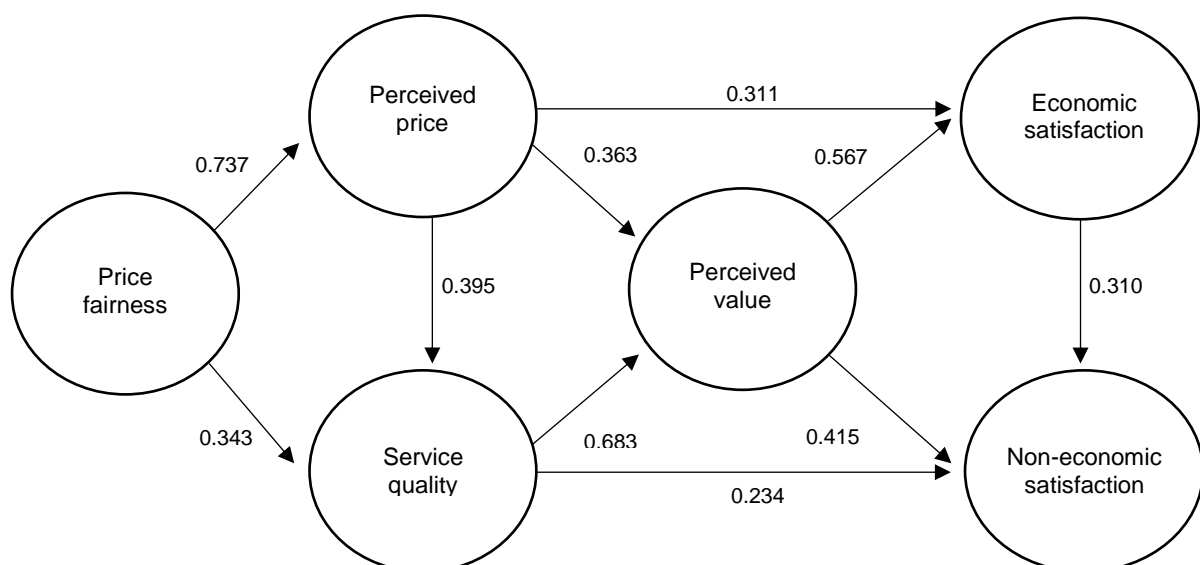 Perceived
price
0.311
Economic
satisfaction
0.737
0.363
0.567
Price
fairness
0.395
Perceived
value
0.310
0.343
Service
quality
0.683
0.415
0.234
Non-economic
satisfaction